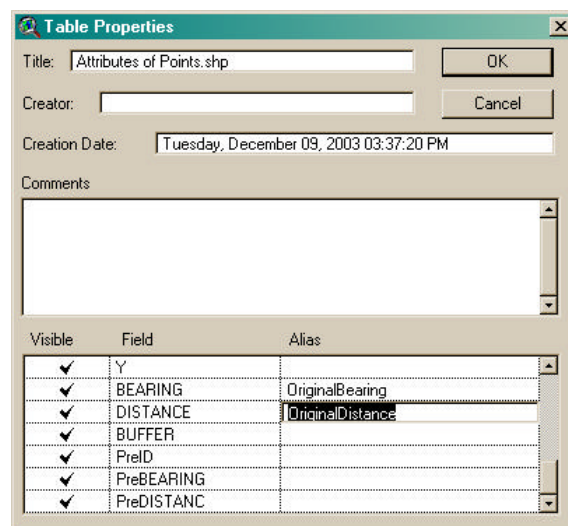 Table Properties
Title: Attributes of Points.shp OK
Creator: Cancel
Creation Date: Tuesday, December 09, 2003 03:37:20 PM
Comments
Visible Field Alias
Y
BEARING OriginalBearing
DISTANCE OriginalDistance
BUFFER
PreID
PreBEARING
PreDISTANC